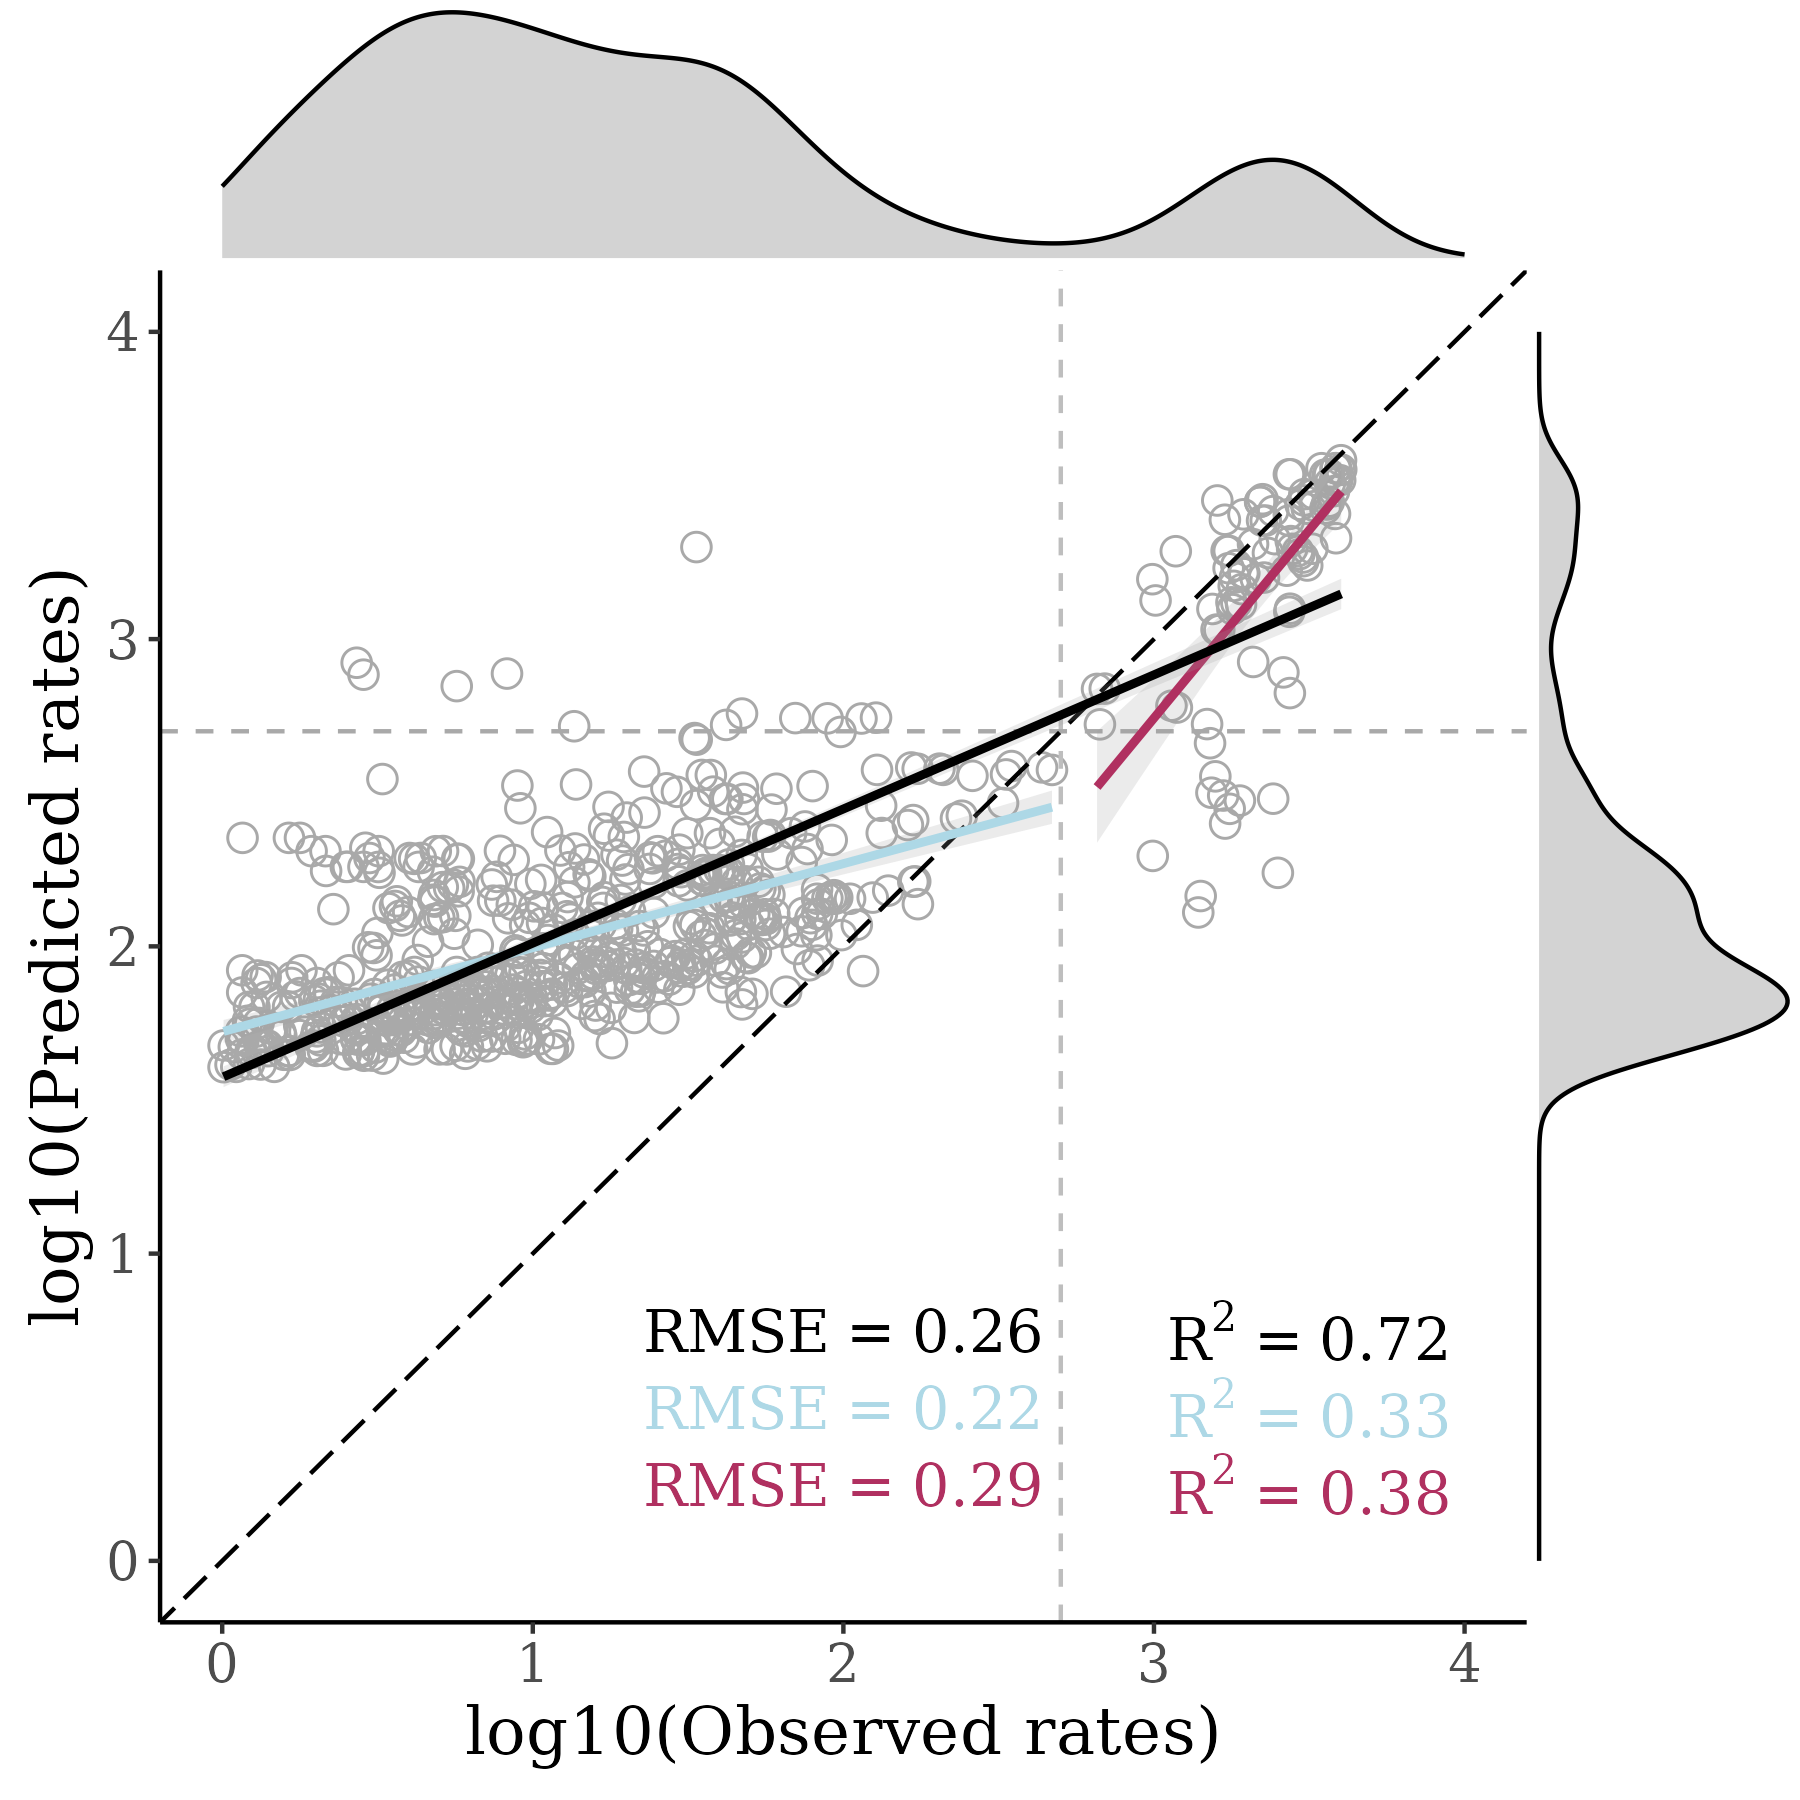 log10(Predicted rates)
4
3
2
1
0
RMSE = 0.26 R² = 0.72
RMSE = 0.22 R² = 0.33
RMSE = 0.29 R² = 0.38
0 1 2 3 4
log10(Observed rates)